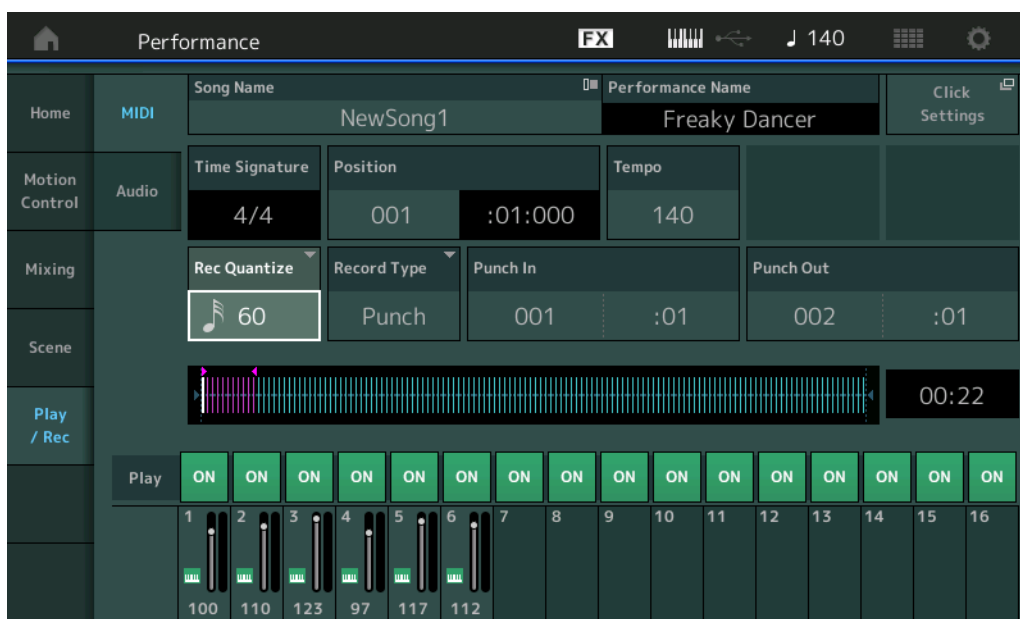 Performance FX 140
Song Name Performance Name
Click
Settings
Home MIDI
NewSong1 Freaky Dancer
Time Signature Position Tempo
Motion
Control
Audio
4/4 001 :01:000 140
Rec Quantize Record Type Punch In Punch Out
Mixing
60 Punch 001 :01 002 :01
Scene
Play
/ Rec
00:22
Play ON ON ON ON ON ON ON ON ON ON ON ON ON ON ON ON
1 2 3 4 5 6 7 8 9 10 11 12 13 14 15 16
100 110 123 97 117 112